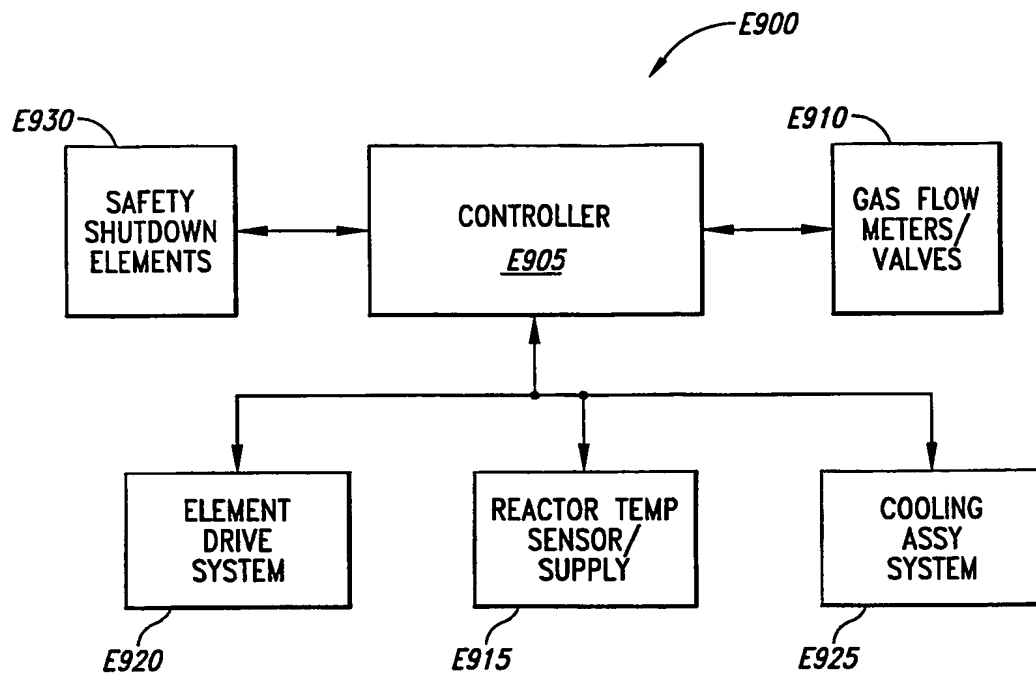 E900
E930
E910
SAFETY
SHUTDOWN
ELEMENTS
CONTROLLER
E905
GAS FLOW
METERS/
VALVES
ELEMENT
DRIVE
SYSTEM
REACTOR TEMP
SENSOR/
SUPPLY
COOLING
ASSY
SYSTEM
E920
E915
E925